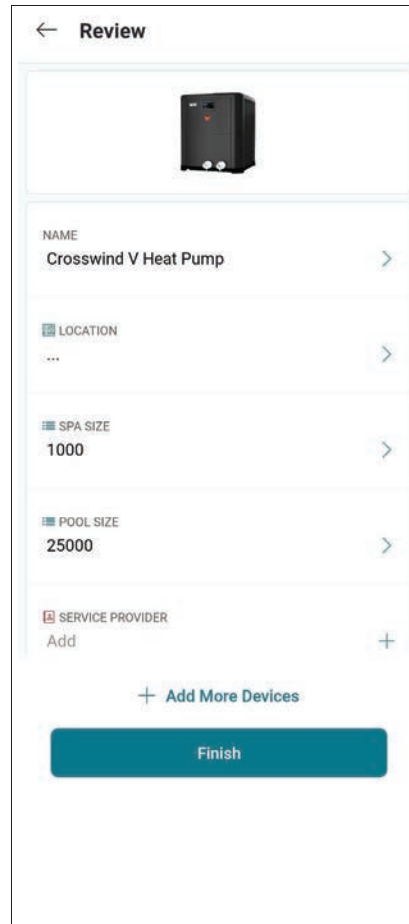 Review
NAME
Crosswind V Heat Pump
LOCATION
...
SPA SIZE
1000
POOL SIZE
25000
SERVICE PROVIDER
Add
+ Add More Devices
Finish